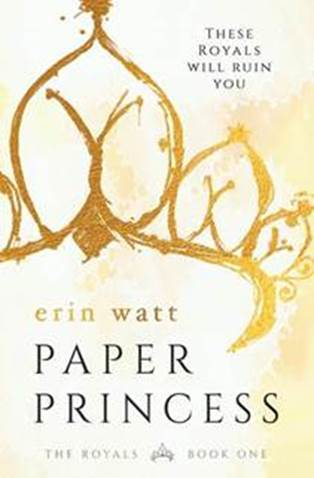 THESE
ROYALS
WILL RUIN
YOU
erin watt
PAPER
PRINCESS
THE ROYALS BOOK ONE